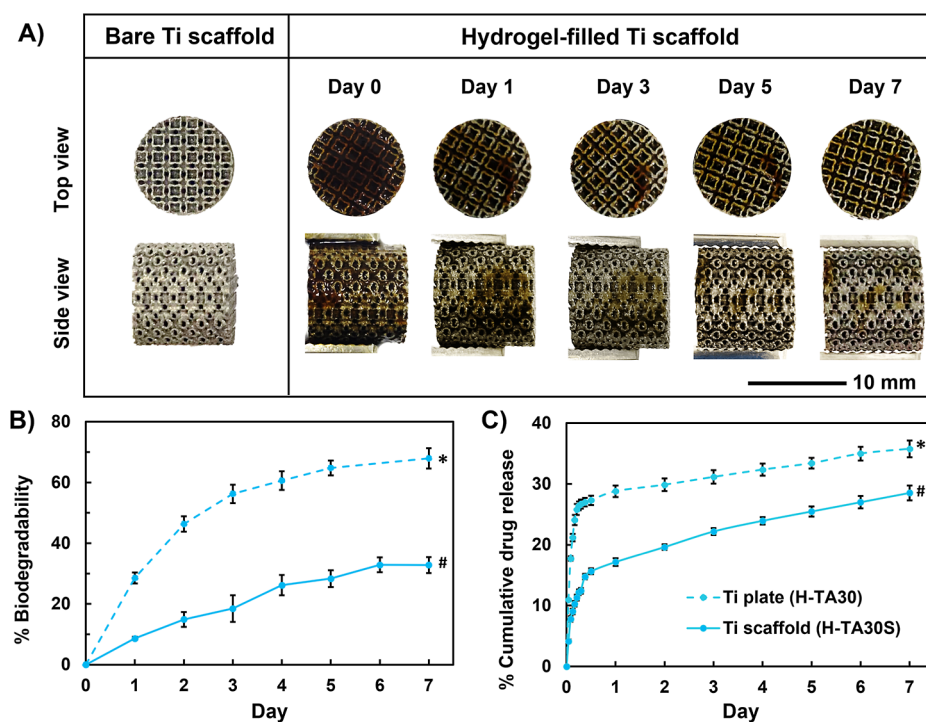 A)
Bare Ti scaffold
Hydrogel-filled Ti scaffold
Day 0 Day 1 Day 3 Day 5 Day 7
Top view
Side view
10 mm
B)
% Biodegradability
80
60
40
20
0
0 1 2 3 4 5 6 7
Day
*
#
C)
% Cumulative drug release
40
30
20
10
0
0 1 2 3 4 5 6 7
Day
*
#
Ti plate (H-TA30)
Ti scaffold (H-TA30S)